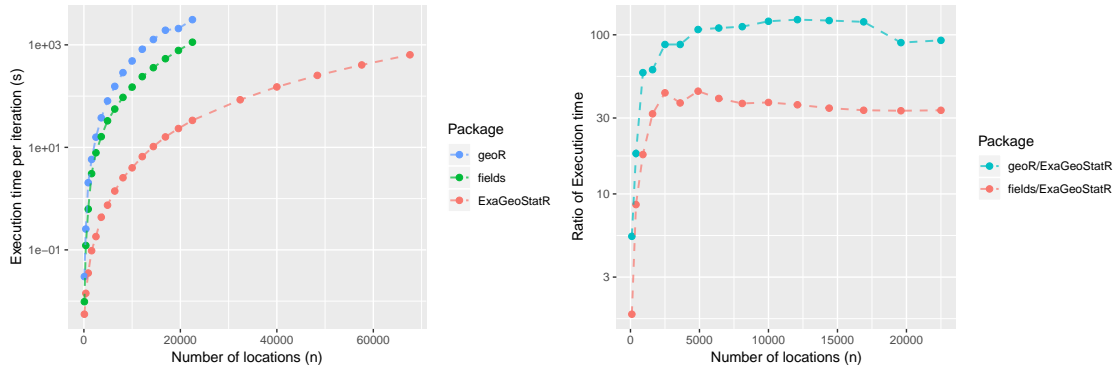 Execution time per iteration (s)
1e+03
1e+01
1e−01
0
20000
40000
60000
Number of locations (n)
Package
geoR
fields
ExaGeoStatR
Ratio of Execution time
100
30
10
3
0
5000
10000
15000
20000
Number of locations (n)
Package
geoR/ExaGeoStatR
fields/ExaGeoStatR